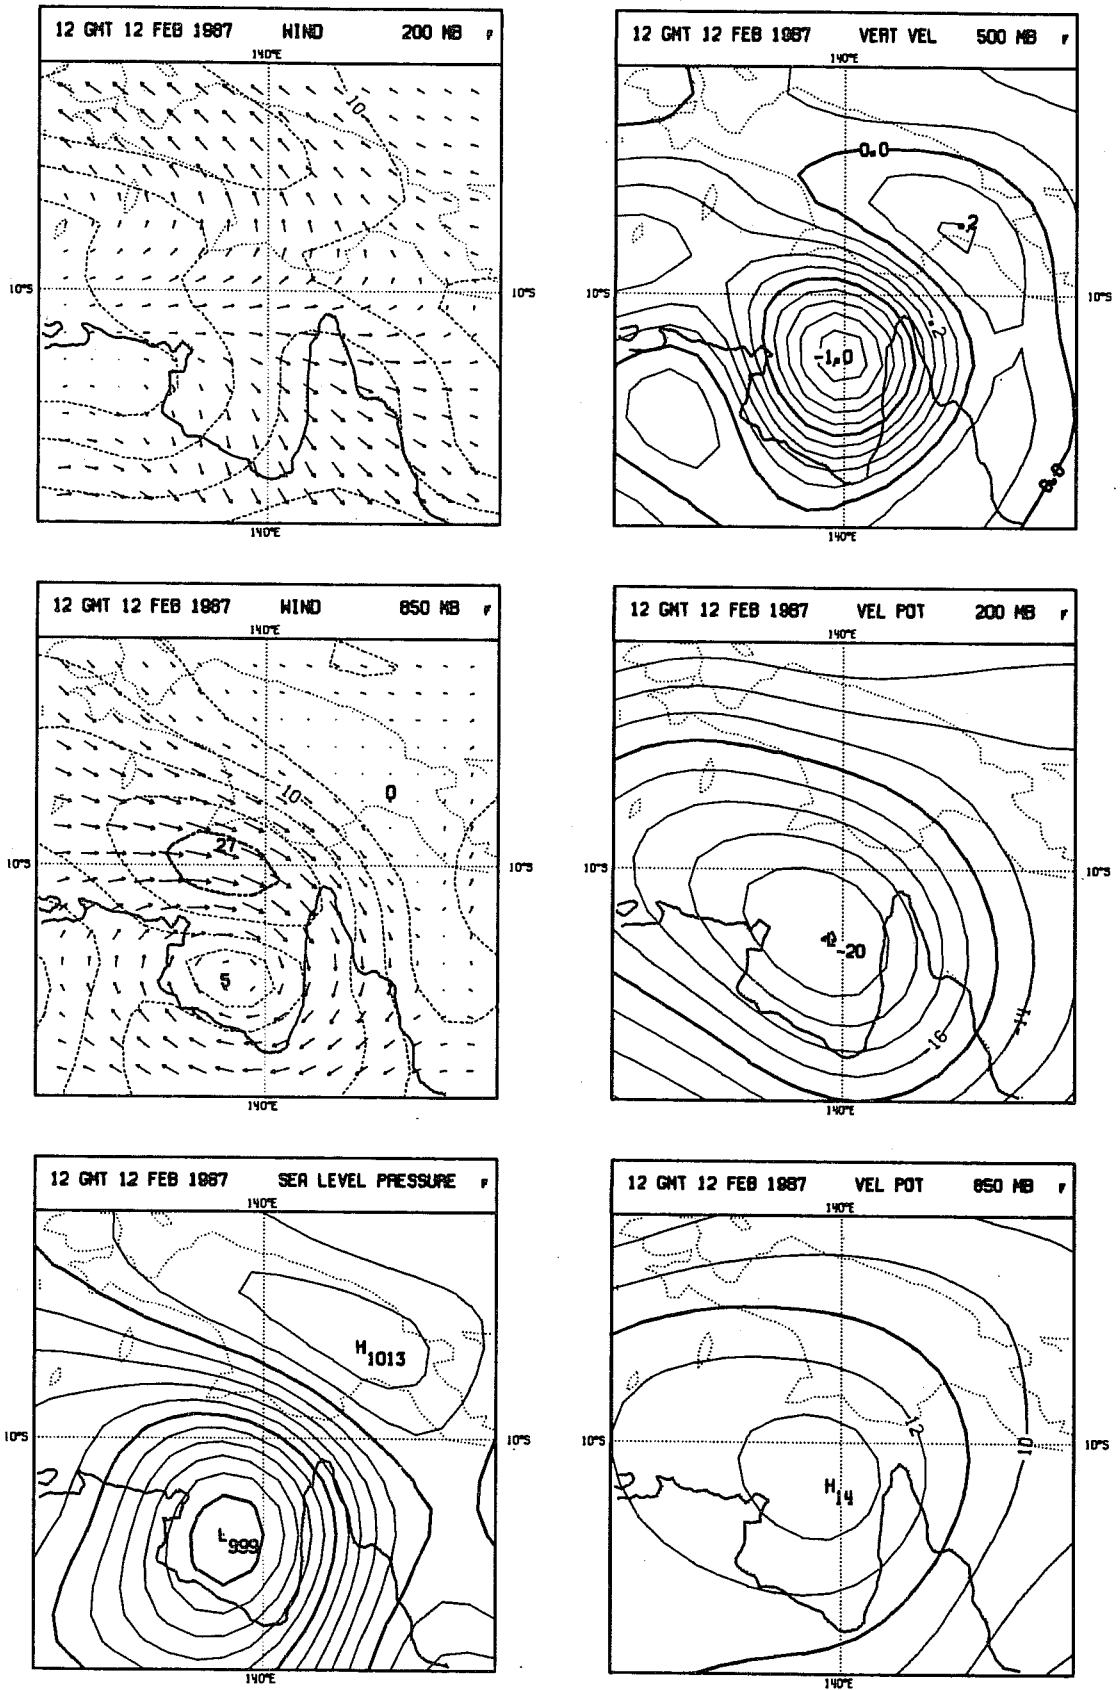 12 GMT 12 FEB 1987 WIND 200 MB F
140°E
10
10°S 10°S
140°E
12 GMT 12 FEB 1987 VERT VEL 500 MB F
140°E
0.0
.2
10°S 10°S
-.2
-1.0
0.0
140°E
12 GMT 12 FEB 1987 WIND 850 MB F
140°E
10
0
27
10°S 10°S
5
140°E
12 GMT 12 FEB 1987 VEL POT 200 MB F
140°E
10°S 10°S
-20
-14
-16
140°E
12 GMT 12 FEB 1987 SEA LEVEL PRESSURE F
140°E
H 1013
10°S 10°S
L 999
140°E
12 GMT 12 FEB 1987 VEL POT 850 MB F
140°E
12
10
10°S 10°S
H 14
140°E